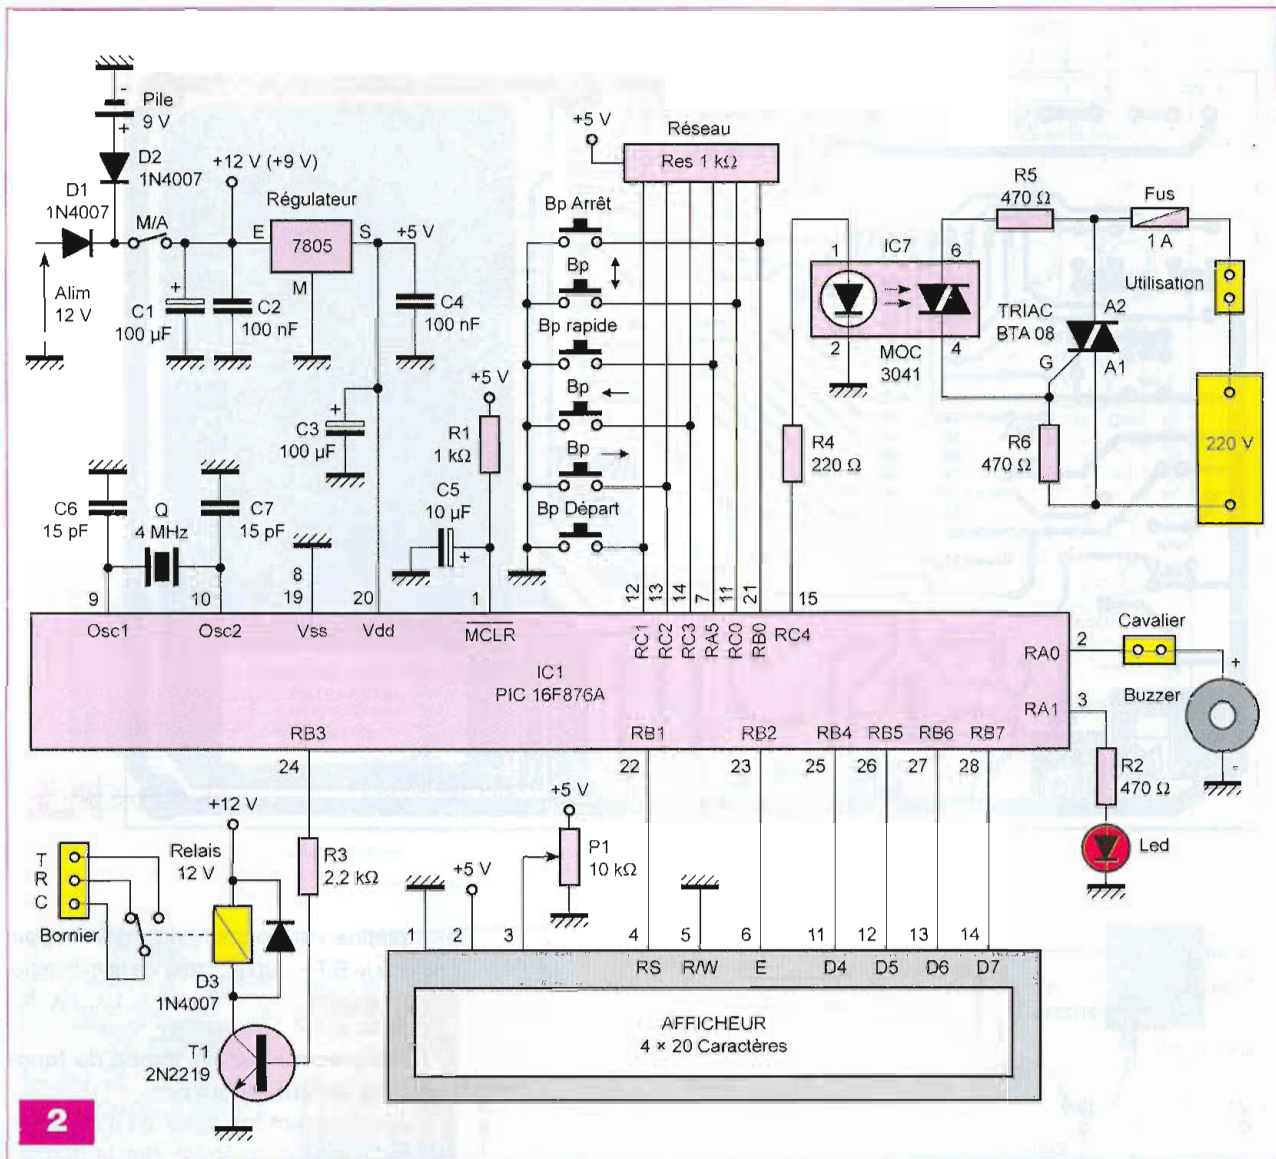 Pile
9 V
D2
1N4007
D1
1N4007
M/A
+12 V (+9 V)
Régulateur
E
7805
S
M
+5 V
Alim
12 V
+
C1
100 µF
C2
100 nF
C4
100 nF
+
C3
100 µF
+5 V
R1
1 kΩ
C5
10 µF
+
C6
15 pF
Q
4 MHz
C7
15 pF
+5 V
Réseau
Res 1 kΩ
Bp Arrêt
Bp ↕
Bp rapide
Bp ←
Bp →
Bp Départ
1
IC7
6
2
MOC
3041
4
R4
220 Ω
R5
470 Ω
Fus
1 A
Utilisation
TRIAC
BTA 08
A2
G
A1
R6
470 Ω
220 V
9
10
8
19
20
1
12
13
14
7
11
21
15
Osc1
Osc2
Vss
Vdd
MCLR
RC1
RC2
RC3
RA5
RC0
RB0
RC4
IC1
PIC 16F876A
RA0
2
Cavalier
+
Buzzer
-
RA1
3
R2
470 Ω
Led
RB3
RB1
RB2
RB4
RB5
RB6
RB7
24
22
23
25
26
27
28
+12 V
Relais
12 V
T
R
C
Bornier
R3
2,2 kΩ
D3
1N4007
T1
2N2219
+5 V
+5 V
P1
10 kΩ
1
2
3
4
5
6
11
12
13
14
RS
R/W
E
D4
D5
D6
D7
AFFICHEUR
4 × 20 Caractères
2